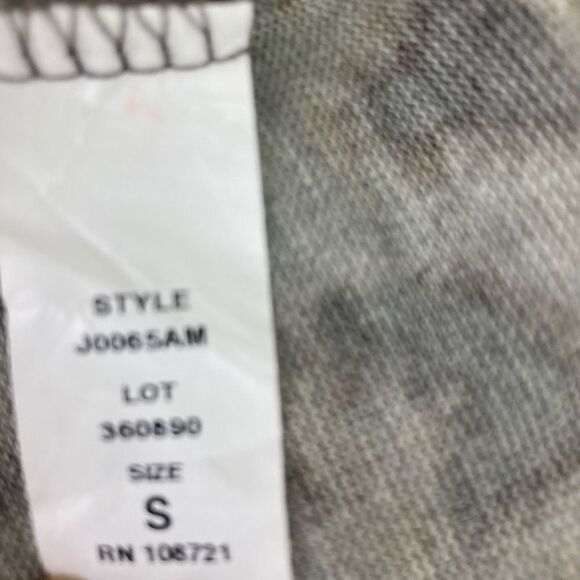 STYLE
J0065AM
LOT
360890
SIZE
S
RN 108721